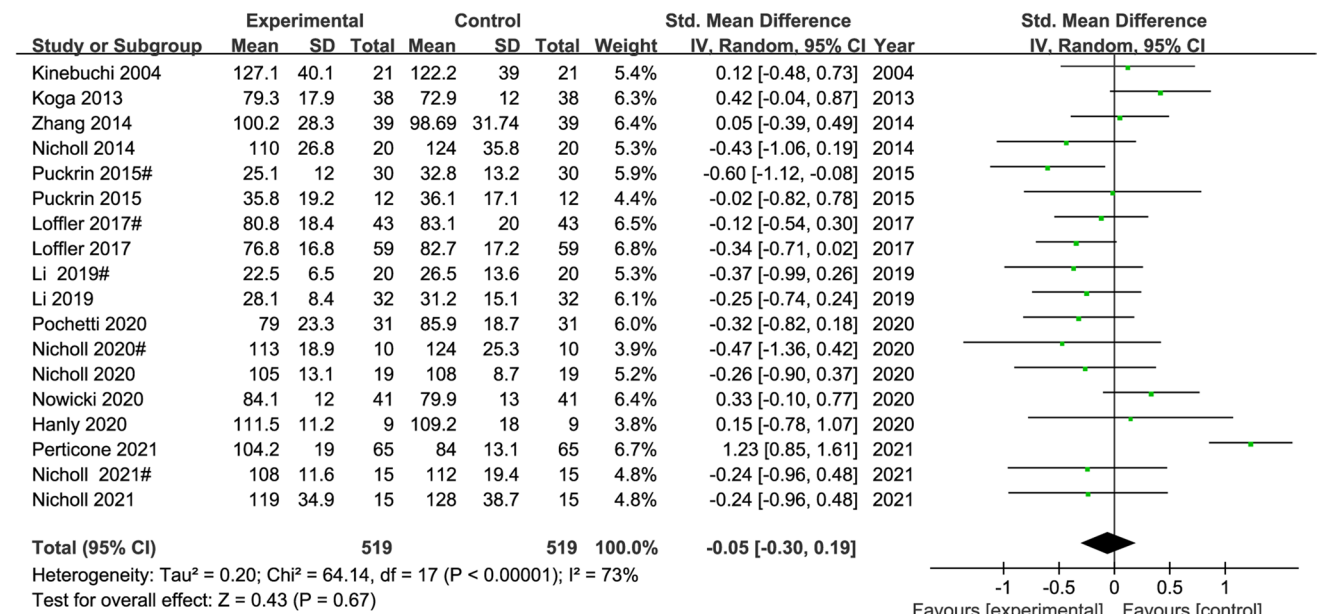 Experimental Control Std. Mean Difference Std. Mean Difference
Study or Subgroup Mean SD Total Mean SD Total Weight IV, Random, 95% CI Year IV, Random, 95% CI
Kinebuchi 2004 127.1 40.1 21 122.2 39 21 5.4% 0.12 [-0.48, 0.73] 2004
Koga 2013 79.3 17.9 38 72.9 12 38 6.3% 0.42 [-0.04, 0.87] 2013
Zhang 2014 100.2 28.3 39 98.69 31.74 39 6.4% 0.05 [-0.39, 0.49] 2014
Nicholl 2014 110 26.8 20 124 35.8 20 5.3% -0.43 [-1.06, 0.19] 2014
Puckrin 2015# 25.1 12 30 32.8 13.2 30 5.9% -0.60 [-1.12, -0.08] 2015
Puckrin 2015 35.8 19.2 12 36.1 17.1 12 4.4% -0.02 [-0.82, 0.78] 2015
Loffler 2017# 80.8 18.4 43 83.1 20 43 6.5% -0.12 [-0.54, 0.30] 2017
Loffler 2017 76.8 16.8 59 82.7 17.2 59 6.8% -0.34 [-0.71, 0.02] 2017
Li 2019# 22.5 6.5 20 26.5 13.6 20 5.3% -0.37 [-0.99, 0.26] 2019
Li 2019 28.1 8.4 32 31.2 15.1 32 6.1% -0.25 [-0.74, 0.24] 2019
Pochetti 2020 79 23.3 31 85.9 18.7 31 6.0% -0.32 [-0.82, 0.18] 2020
Nicholl 2020# 113 18.9 10 124 25.3 10 3.9% -0.47 [-1.36, 0.42] 2020
Nicholl 2020 105 13.1 19 108 8.7 19 5.2% -0.26 [-0.90, 0.37] 2020
Nowicki 2020 84.1 12 41 79.9 13 41 6.4% 0.33 [-0.10, 0.77] 2020
Hanly 2020 111.5 11.2 9 109.2 18 9 3.8% 0.15 [-0.78, 1.07] 2020
Perticone 2021 104.2 19 65 84 13.1 65 6.7% 1.23 [0.85, 1.61] 2021
Nicholl 2021# 108 11.6 15 112 19.4 15 4.8% -0.24 [-0.96, 0.48] 2021
Nicholl 2021 119 34.9 15 128 38.7 15 4.8% -0.24 [-0.96, 0.48] 2021
Total (95% CI) 519 519 100.0% -0.05 [-0.30, 0.19]
Heterogeneity: Tau² = 0.20; Chi² = 64.14, df = 17 (P < 0.00001); I² = 73%
Test for overall effect: Z = 0.43 (P = 0.67)
-1 -0.5 0 0.5 1
Favours [experimental] Favours [control]